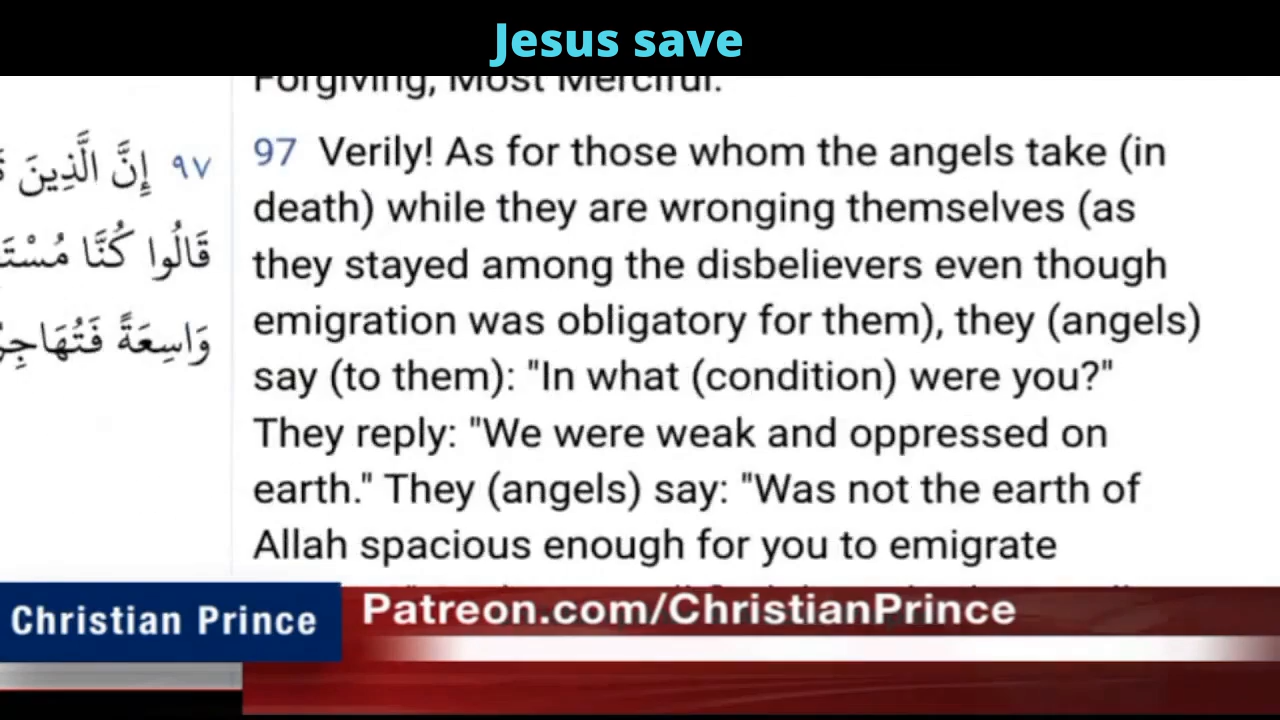 Jesus save
Forgiving, Most Merciful.
97 Verily! As for those whom the angels take (in
death) while they are wronging themselves (as
they stayed among the disbelievers even though
emigration was obligatory for them), they (angels)
say (to them): "In what (condition) were you?"
They reply: "We were weak and oppressed on
earth." They (angels) say: "Was not the earth of
Allah spacious enough for you to emigrate
٩٧ إِنَّ الَّذِينَ
قَالُوا كُنَّا
وَاسِعَةً
Christian Prince
Patreon.com/ChristianPrince